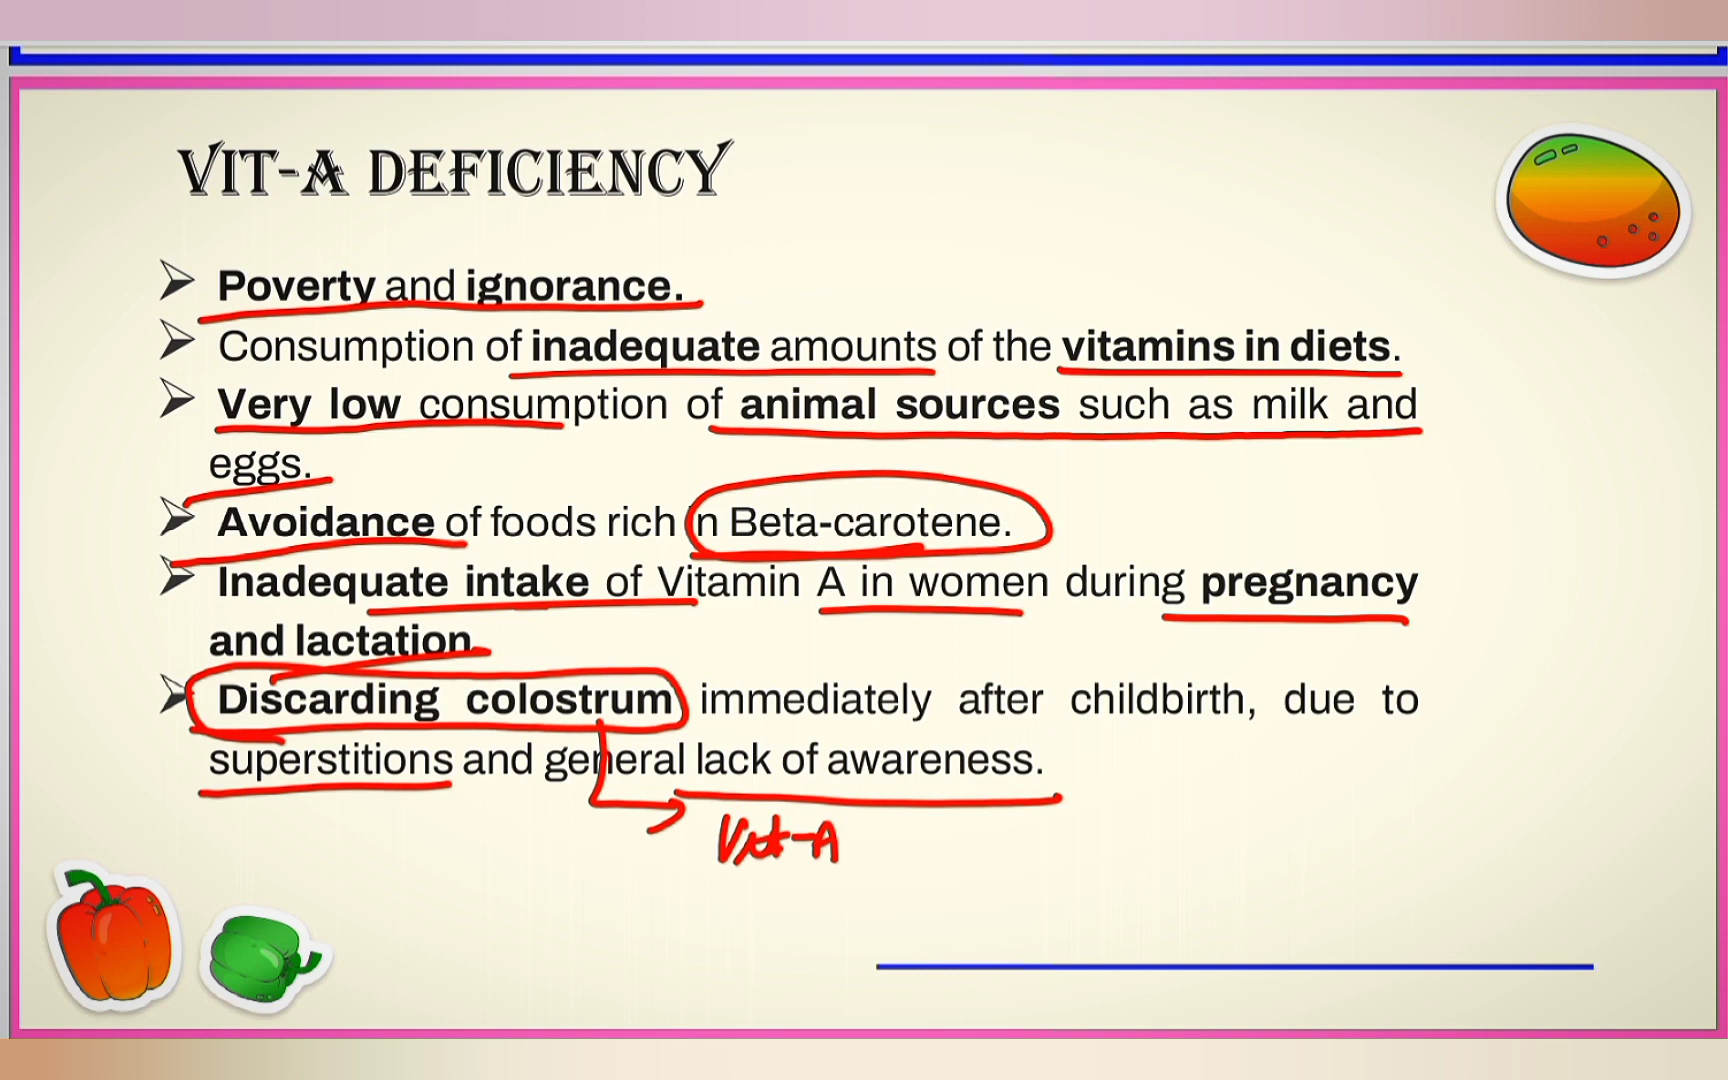 VIT-A DEFICIENCY
➢ Poverty and ignorance.
➢ Consumption of inadequate amounts of the vitamins in diets.
➢ Very low consumption of animal sources such as milk and
eggs.
➢ Avoidance of foods rich in Beta-carotene.
➢ Inadequate intake of Vitamin A in women during pregnancy
and lactation.
➢ Discarding colostrum immediately after childbirth, due to
superstitions and general lack of awareness.
Vit-A